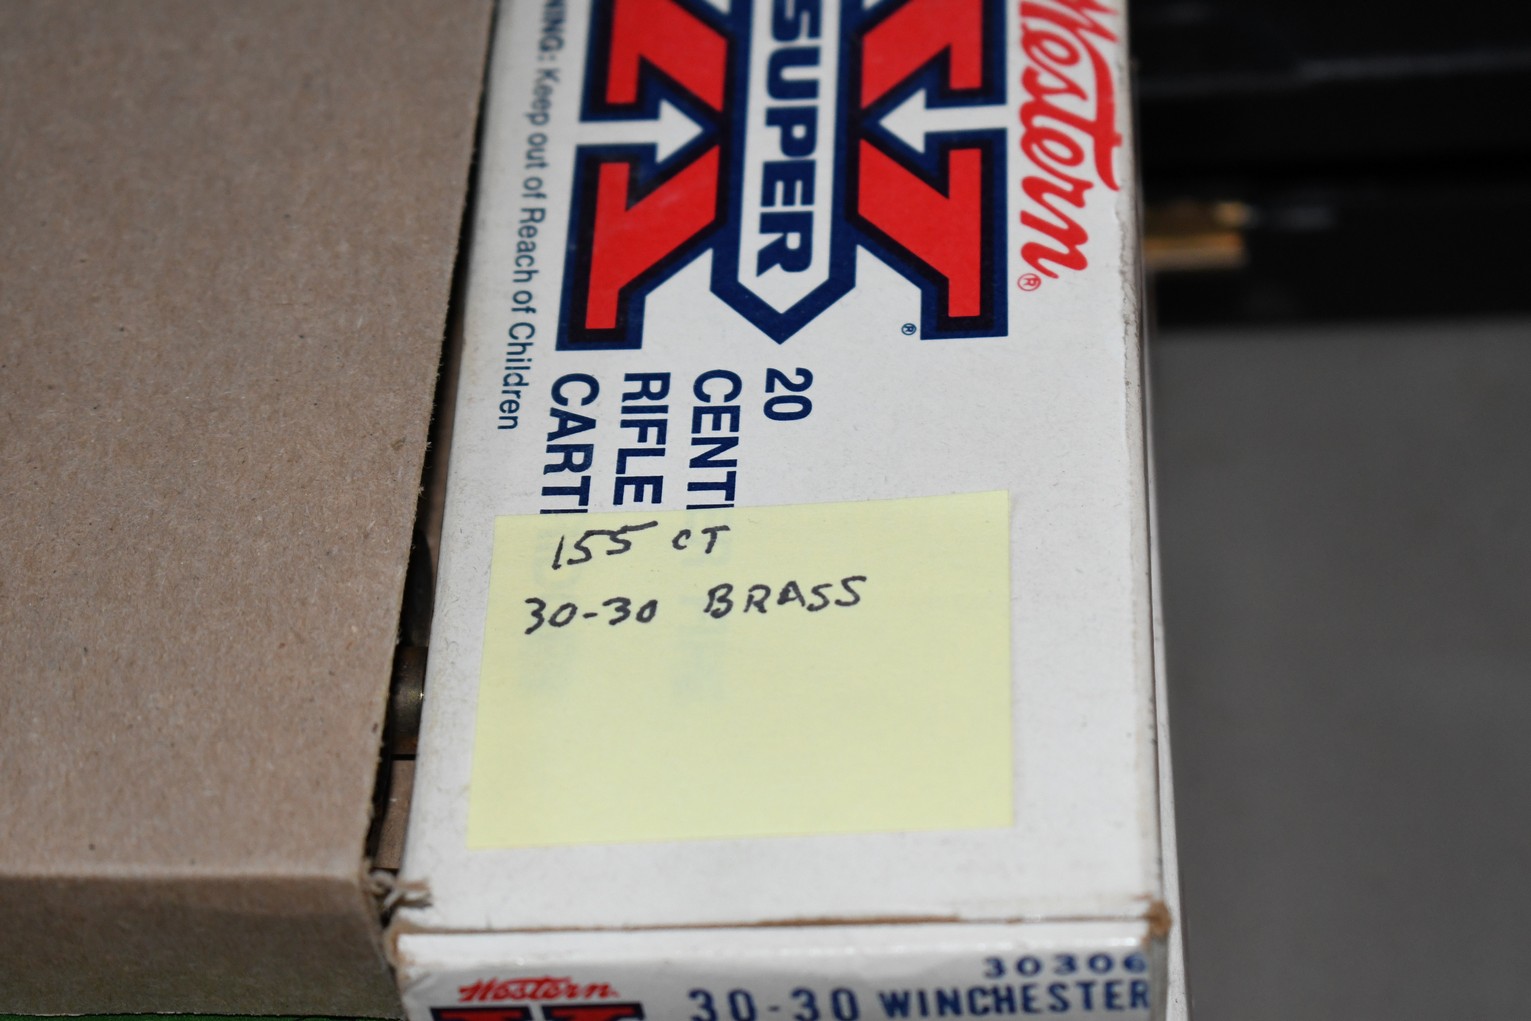 Western®
SUPER
®
20
CENT
RIFLE
CART
NING: Keep out of Reach of Children
155 CT
30-30 BRASS
30306
Western
30-30 WINCHESTER